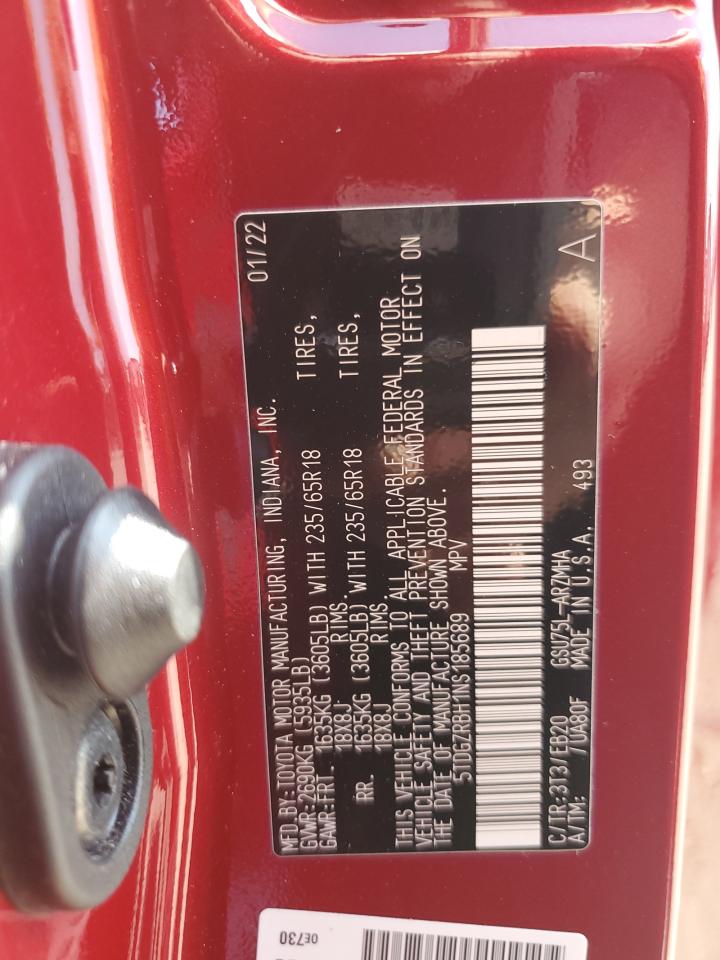 MFD. BY: TOYOTA MOTOR MANUFACTURING, INDIANA, INC. 01/22
GVWR: 2690KG (5935LB)
GAWR: FRT. 1635KG (3605LB) WITH 235/65R18 TIRES,
18X8J RIMS.
RR. 1635KG (3605LB) WITH 235/65R18 TIRES,
18X8J RIMS.
THIS VEHICLE CONFORMS TO ALL APPLICABLE FEDERAL MOTOR
VEHICLE SAFETY AND THEFT PREVENTION STANDARDS IN EFFECT ON
THE DATE OF MANUFACTURE SHOWN ABOVE.
5TDGZRBH1NS185689 MPV
C/TR: 3T3/EB20 GSU75L-ARZMHA
A/TM: /UA80F MADE IN U.S.A. 493 A
0E730